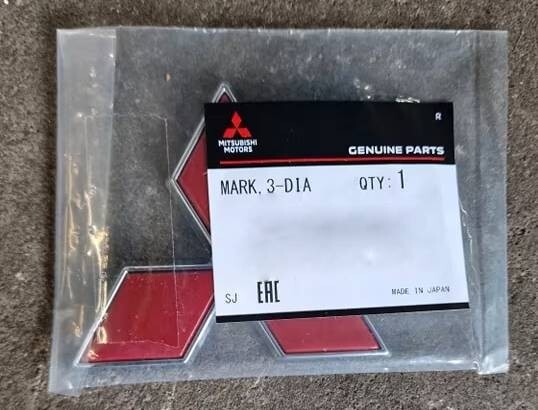 R
MITSUBISHI
MOTORS
GENUINE PARTS
MARK, 3-DIA QTY: 1
SJ EAC MADE IN JAPAN